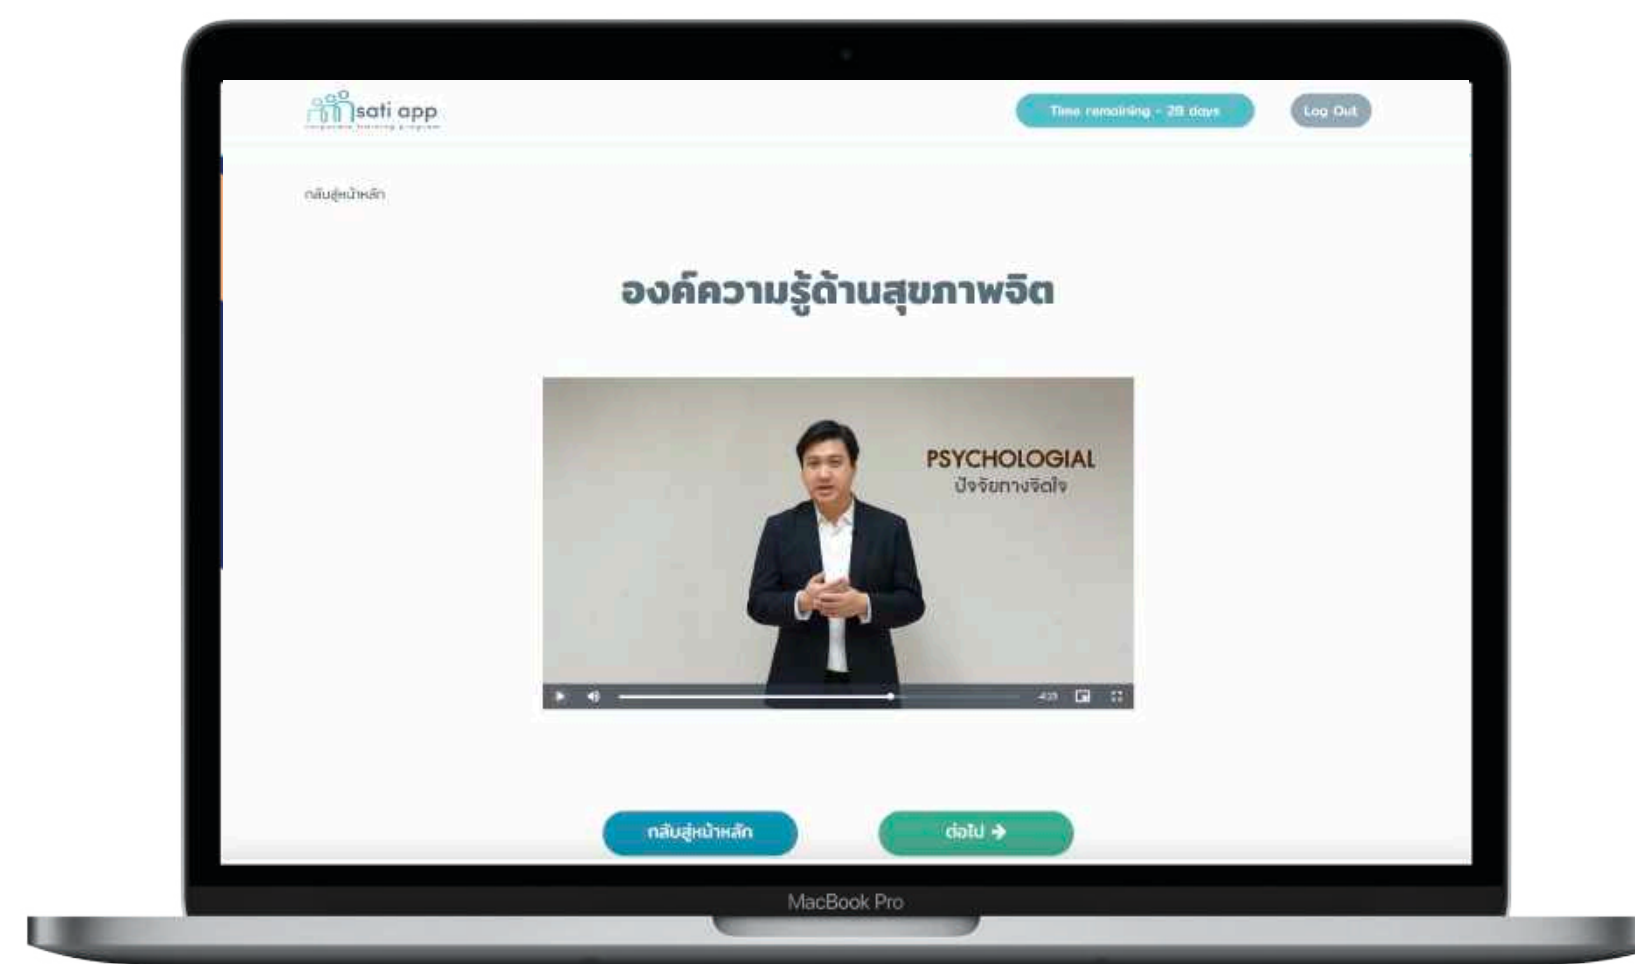 sati app
corporate training program
Time remaining - 28 days
Log Out
กลับสู่หน้าหลัก
องค์ความรู้ด้านสุขภาพจิต
PSYCHOLOGIAL
ปัจจัยทางจิตใจ
กลับสู่หน้าหลัก
ต่อไป →
MacBook Pro